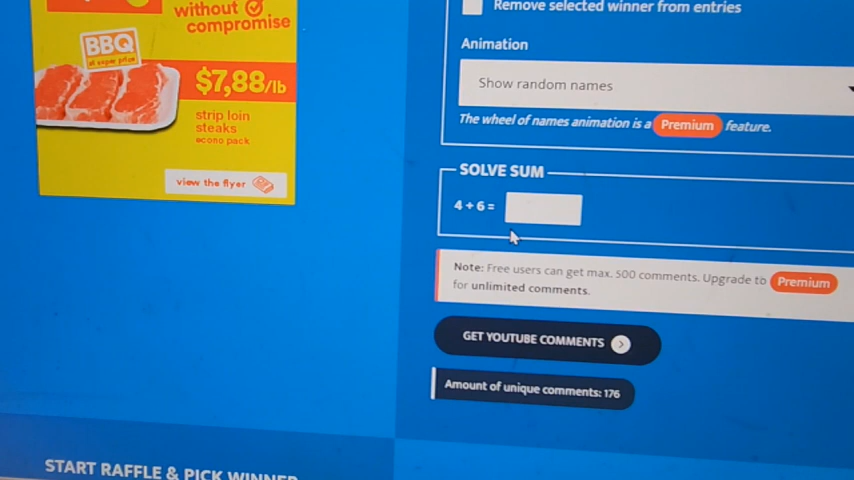 without
compromise
BBQ
at super price
$7,88/lb
strip loin
steaks
econo pack
view the flyer
Remove selected winner from entries
Animation
Show random names
The wheel of names animation is a Premium feature.
SOLVE SUM
4 + 6 =
Note: Free users can get max. 500 comments. Upgrade to Premium
for unlimited comments.
GET YOUTUBE COMMENTS
Amount of unique comments: 176
START RAFFLE & PICK WINNER